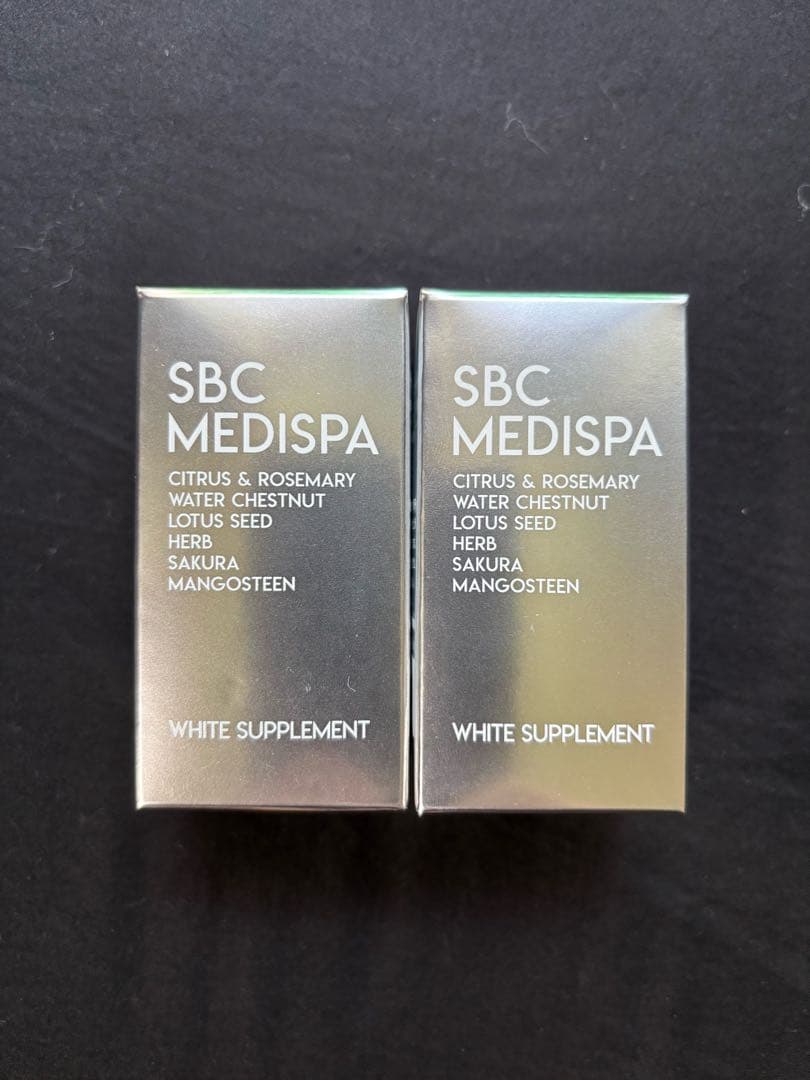 SBC
MEDISPA
CITRUS & ROSEMARY
WATER CHESTNUT
LOTUS SEED
HERB
SAKURA
MANGOSTEEN
WHITE SUPPLEMENT
SBC
MEDISPA
CITRUS & ROSEMARY
WATER CHESTNUT
LOTUS SEED
HERB
SAKURA
MANGOSTEEN
WHITE SUPPLEMENT